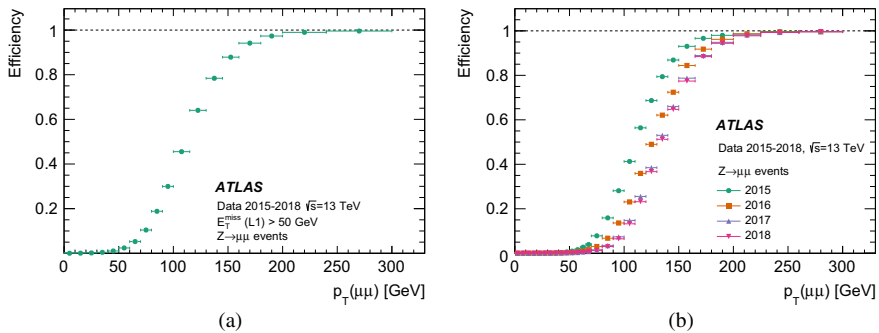 Efficiency
1
0.8
0.6
0.4
0.2
ATLAS
Data 2015-2018 √s=13 TeV
E_T^miss (L1) > 50 GeV
Z→μμ events
0 50 100 150 200 250 300
p_T(μμ) [GeV]
(a)
Efficiency
1
0.8
0.6
0.4
0.2
ATLAS
Data 2015-2018, √s=13 TeV
Z→μμ events
2015
2016
2017
2018
0 50 100 150 200 250 300
p_T(μμ) [GeV]
(b)